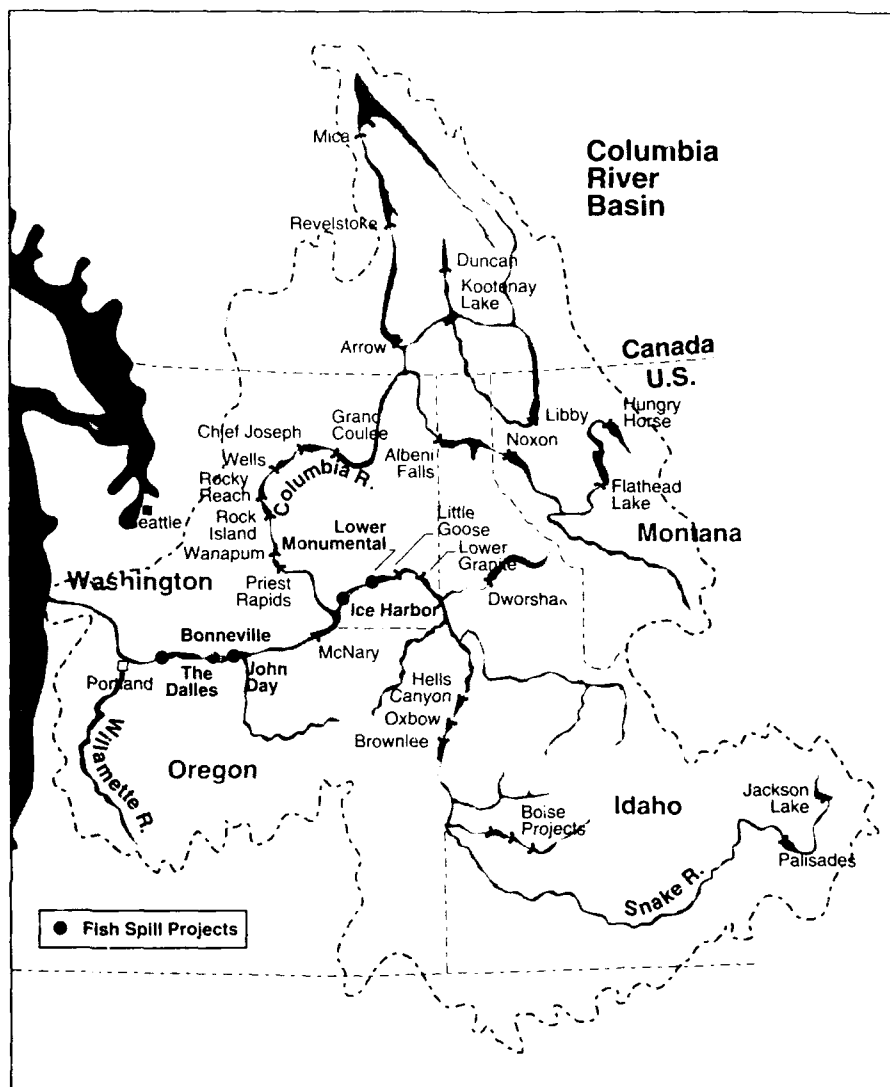 Columbia
River
Basin
Mica
Revelstoke
Duncan
Kootenay
Lake
Arrow
Canada
U.S.
Hungry
Horse
Libby
Noxon
Grand
Coulee
Chief Joseph
Albeni
Falls
Wells
Columbia R.
Rocky
Reach
Flathead
Lake
Seattle
Rock
Island
Little
Goose
Lower
Monumental
Montana
Wanapum
Lower
Granite
Washington
Priest
Rapids
Dworshak
Ice Harbor
Bonneville
McNary
Portland
The
Dalles
John
Day
Hells
Canyon
Oxbow
Brownlee
Willamette R.
Oregon
Idaho
Jackson
Lake
Boise
Projects
Palisades
Snake R.
Fish Spill Projects